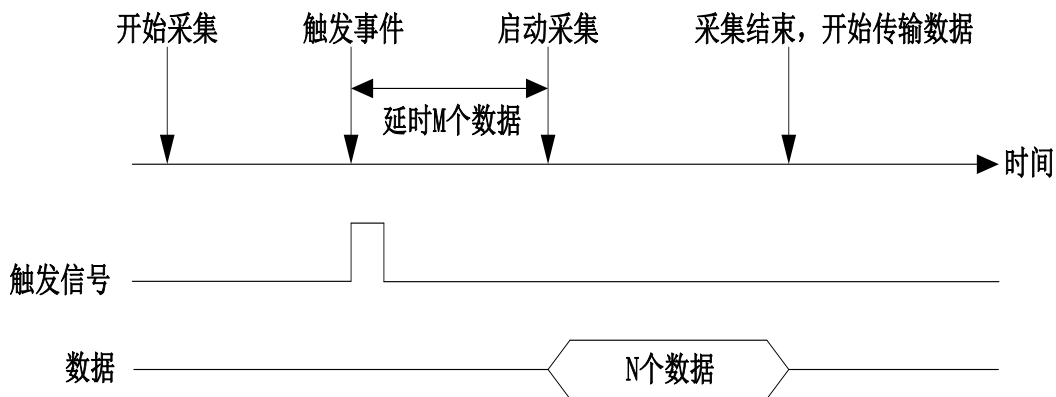 开始采集
触发事件
启动采集
采集结束，开始传输数据
延时M个数据
时间
触发信号
数据
N个数据